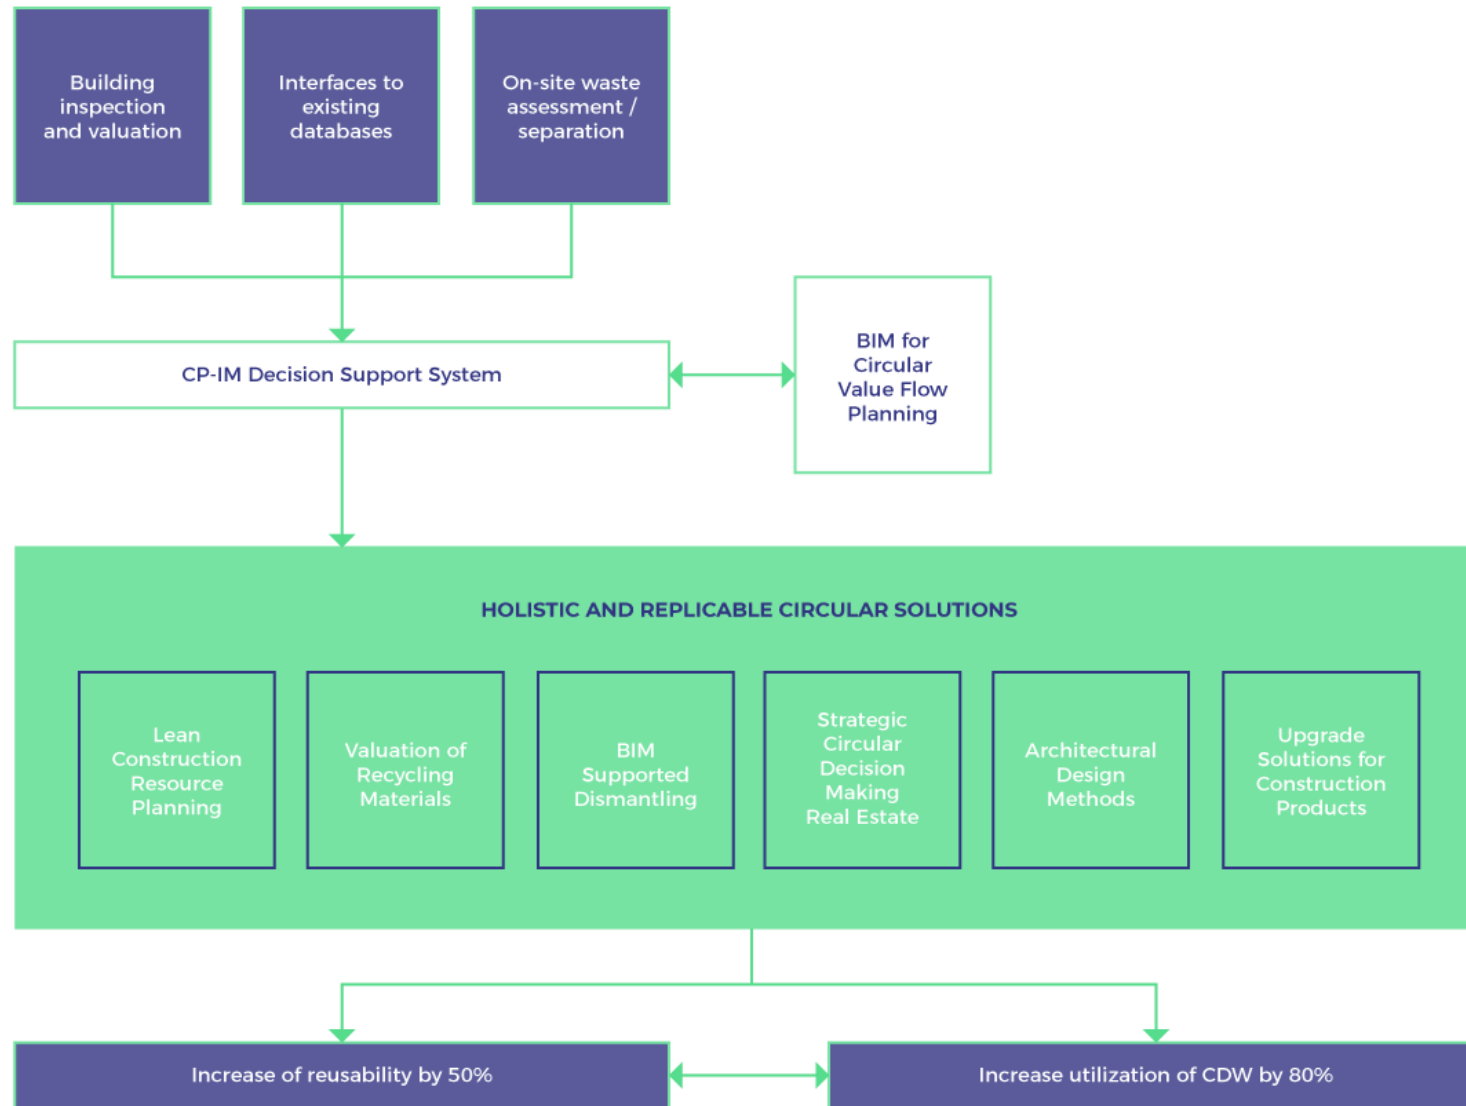 Building
inspection
and valuation
Interfaces to
existing
databases
On-site waste
assessment /
separation
CP-IM Decision Support System
BIM for
Circular
Value Flow
Planning
HOLISTIC AND REPLICABLE CIRCULAR SOLUTIONS
Lean
Construction
Resource
Planning
Valuation of
Recycling
Materials
BIM
Supported
Dismantling
Strategic
Circular
Decision
Making
Real Estate
Architectural
Design
Methods
Upgrade
Solutions for
Construction
Products
Increase of reusability by 50%
Increase utilization of CDW by 80%